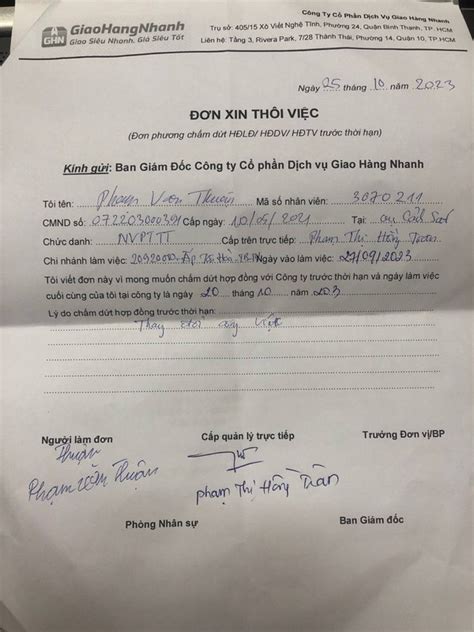 GHN
GiaoHangNhanh
Giao Siêu Nhanh, Giá Siêu Tốt
Công Ty Cổ Phần Dịch Vụ Giao Hàng Nhanh
Trụ sở: 405/15 Xô Viết Nghệ Tĩnh, Phường 24, Quận Bình Thạnh, TP. HCM
Liên hệ: Tầng 3, Rivera Park, 7/28 Thành Thái, Phường 14, Quận 10, TP.HCM
Ngày 05 tháng 10 năm 2023
ĐƠN XIN THÔI VIỆC
(Đơn phương chấm dứt HĐLĐ/ HĐDV/ HĐTV trước thời hạn)
Kính gửi: Ban Giám Đốc Công ty Cổ phần Dịch vụ Giao Hàng Nhanh
Tôi tên: Phạm Văn Thuận Mã số nhân viên: 3070211
CMND số: 07220300391 Cấp ngày: 10/05/2021 Tại: cục Cảnh Sát
Chức danh: NVPTTT Cấp trên trực tiếp: Phạm Thị Hồng Trân
Chi nhánh làm việc: Ngày vào làm việc: 27/09/2023
Tôi viết đơn này vì mong muốn chấm dứt hợp đồng với Công ty trước thời hạn và ngày làm việc
cuối cùng của tôi tại công ty là ngày 20 tháng 10 năm 2023
Lý do chấm dứt hợp đồng trước thời hạn:
Thay đổi công việc
Người làm đơn Cấp quản lý trực tiếp Trưởng Đơn vị/BP
Thuận
Phạm Văn Thuận
Phạm Thị Hồng Trân
Phòng Nhân sự Ban Giám đốc